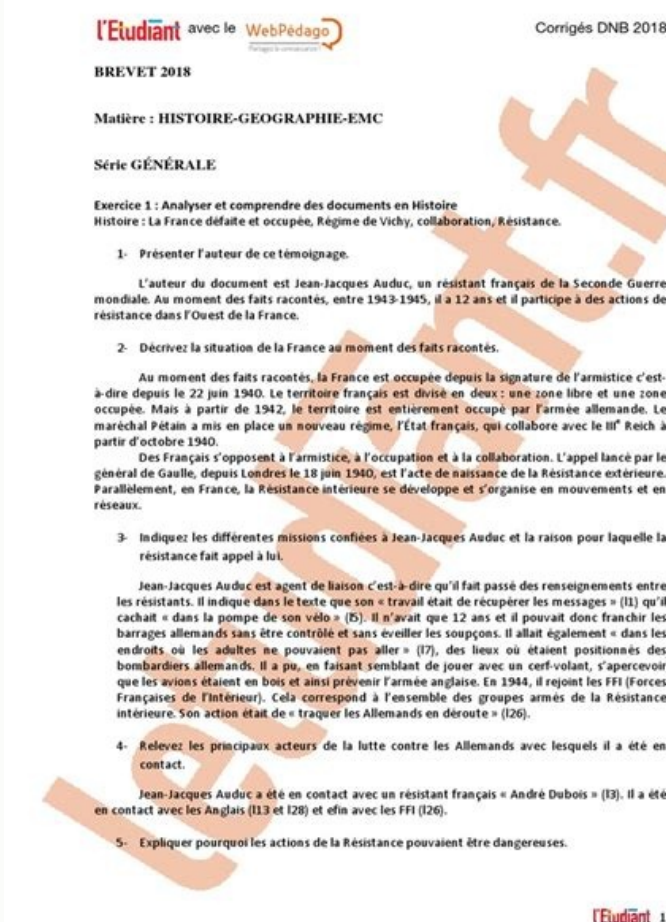 l'Etudiant avec le WebPédago Corrigés DNB 2018
Partagez la connaissance !
BREVET 2018
Matière : HISTOIRE-GEOGRAPHIE-EMC
Série GÉNÉRALE
Exercice 1 : Analyser et comprendre des documents en Histoire
Histoire : La France défaite et occupée, Régime de Vichy, collaboration, Résistance.
1- Présenter l'auteur de ce témoignage.
L'auteur du document est Jean-Jacques Auduc, un résistant français de la Seconde Guerre
mondiale. Au moment des faits racontés, entre 1943-1945, il a 12 ans et il participe à des actions de
résistance dans l'Ouest de la France.
2- Décrivez la situation de la France au moment des faits racontés.
Au moment des faits racontés, la France est occupée depuis la signature de l'armistice c'est-
à-dire depuis le 22 juin 1940. Le territoire français est divisé en deux : une zone libre et une zone
occupée. Mais à partir de 1942, le territoire est entièrement occupé par l'armée allemande. Le
maréchal Pétain a mis en place un nouveau régime, l'État français, qui collabore avec le IIIe Reich à
partir d'octobre 1940.
Des Français s'opposent à l'armistice, à l'occupation et à la collaboration. L'appel lancé par le
général de Gaulle, depuis Londres le 18 juin 1940, est l'acte de naissance de la Résistance extérieure.
Parallèlement, en France, la Résistance intérieure se développe et s'organise en mouvements et en
réseaux.
3- Indiquez les différentes missions confiées à Jean-Jacques Auduc et la raison pour laquelle la
résistance fait appel à lui.
Jean-Jacques Auduc est agent de liaison c'est-à-dire qu'il fait passé des renseignements entre
les résistants. Il indique dans le texte que son « travail était de récupérer les messages » (l1) qu'il
cachait « dans la pompe de son vélo » (l5). Il n'avait que 12 ans et il pouvait donc franchir les
barrages allemands sans être contrôlé et sans éveiller les soupçons. Il allait également « dans les
endroits où les adultes ne pouvaient pas aller » (l7), des lieux où étaient positionnés des
bombardiers allemands. Il a pu, en faisant semblant de jouer avec un cerf-volant, s'apercevoir
que les avions étaient en bois et ainsi prévenir l'armée anglaise. En 1944, il rejoint les FFI (Forces
Françaises de l'Intérieur). Cela correspond à l'ensemble des groupes armés de la Résistance
intérieure. Son action était de « traquer les Allemands en déroute » (l26).
4- Relevez les principaux acteurs de la lutte contre les Allemands avec lesquels il a été en
contact.
Jean-Jacques Auduc a été en contact avec un résistant français « André Dubois » (l3). Il a été
en contact avec les Anglais (l13 et l28) et efin avec les FFI (l26).
5- Expliquer pourquoi les actions de la Résistance pouvaient être dangereuses.
l'Etudiant 1
letudiant.fr